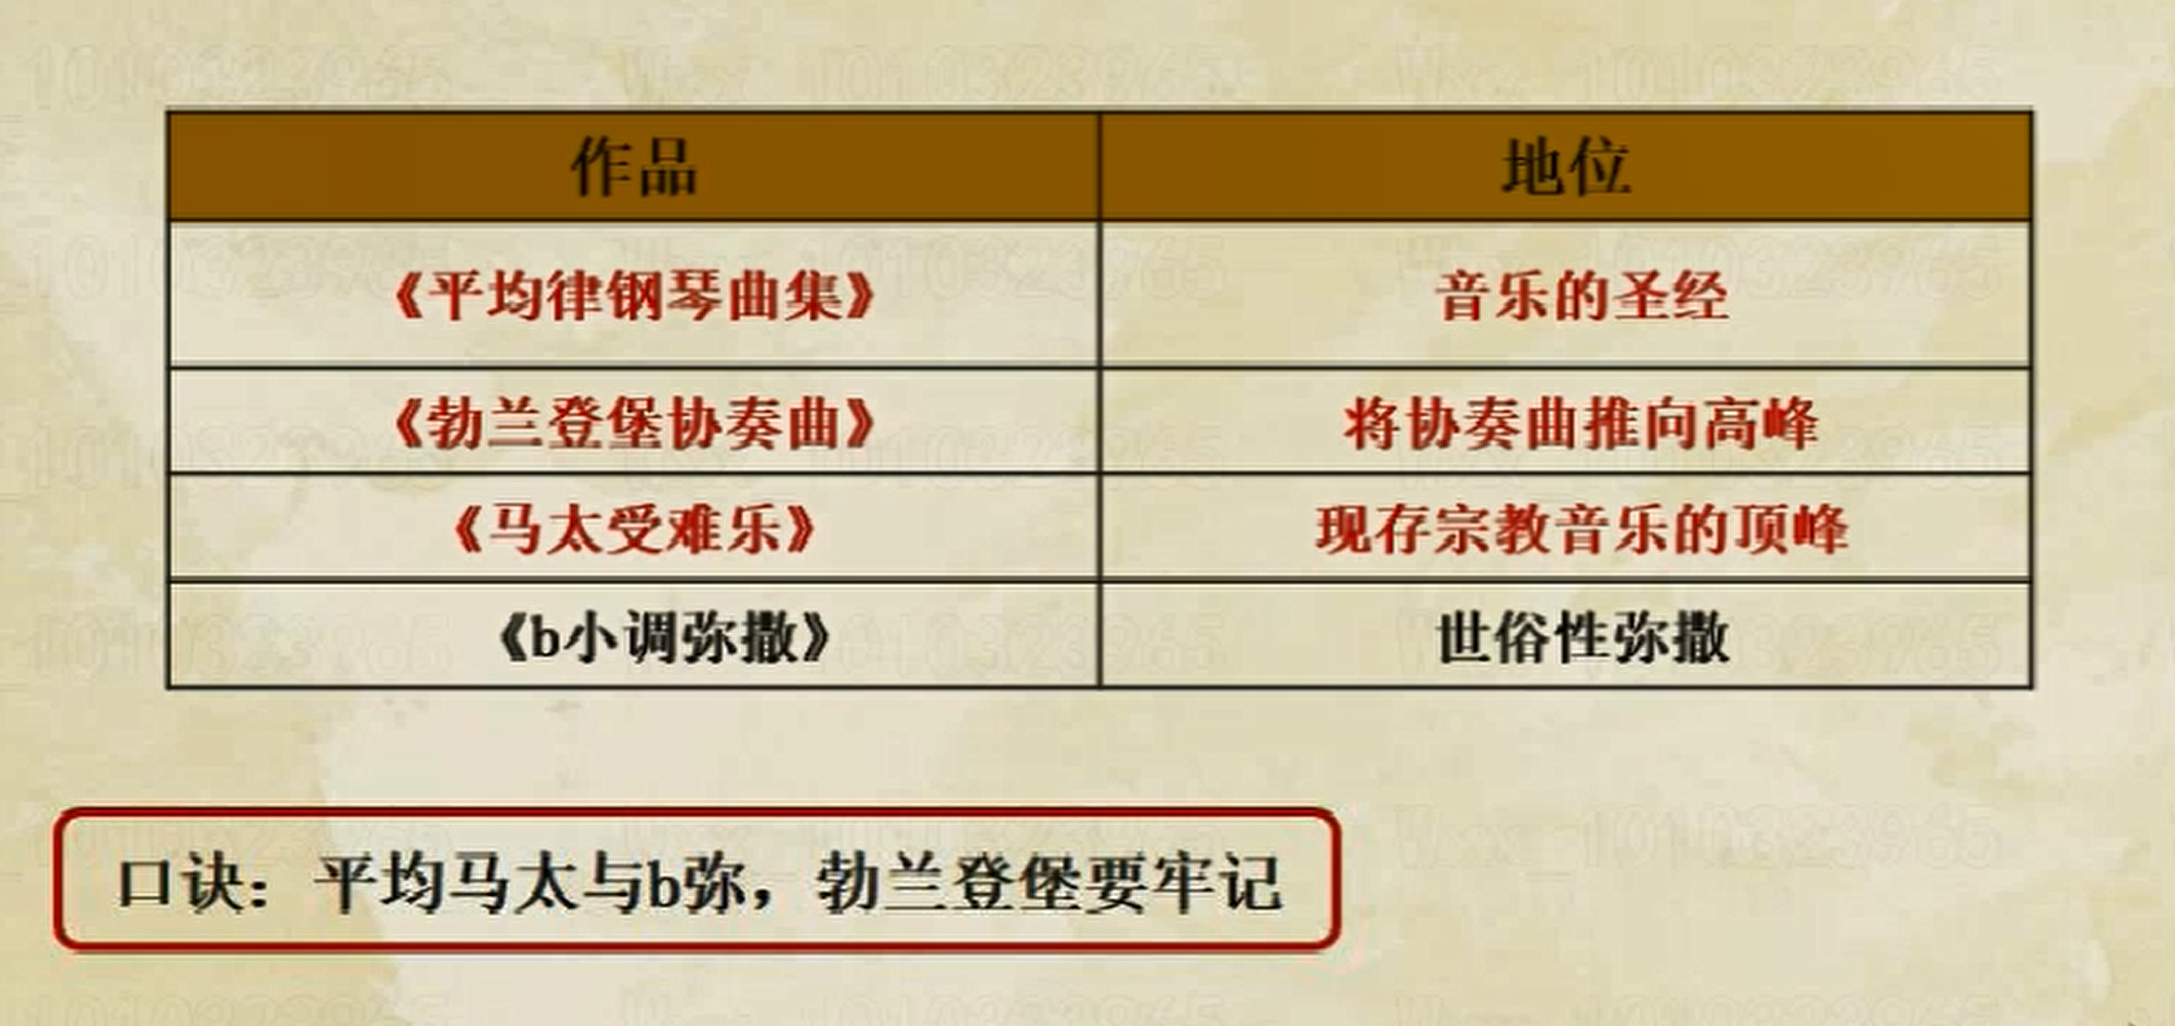 作品 地位
《平均律钢琴曲集》 音乐的圣经
《勃兰登堡协奏曲》 将协奏曲推向高峰
《马太受难乐》 现存宗教音乐的顶峰
《b小调弥撒》 世俗性弥撒
口诀：平均马太与b弥，勃兰登堡要牢记